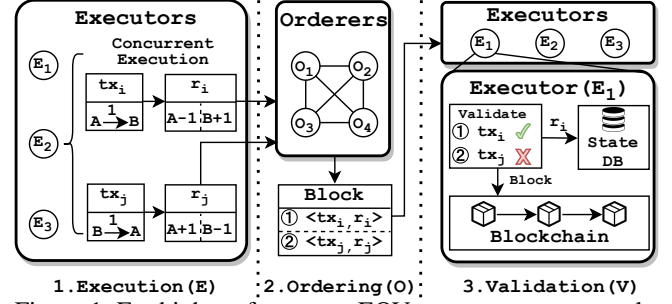 Executors
Concurrent
Execution
E1
E2
E3
txi
A 1 B
ri
A-1 B+1
txj
B 1 A
rj
A+1 B-1
1.Execution(E)
Orderers
O1
O2
O3
O4
Block
① <txi,ri>
② <txj,rj>
2.Ordering(O)
Executors
E1
E2
E3
Executor(E1)
Validate
① txi
② txj
ri
State
DB
Block
Blockchain
3.Validation(V)